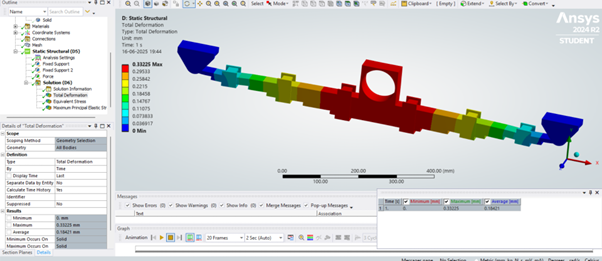 Outline
Name
Search Outline
Solid
Materials
Coordinate Systems
Connections
Mesh
Static Structural (D5)
Analysis Settings
Fixed Support
Fixed Support 2
Force
Solution (D6)
Solution Information
Total Deformation
Equivalent Stress
Maximum Principal Elastic Str
Details of "Total Deformation"
Scope
Scoping Method Geometry Selection
Geometry All Bodies
Definition
Type Total Deformation
By Time
Display Time Last
Separate Data by Entity No
Calculate Time History Yes
Identifier
Suppressed No
Results
Minimum 0. mm
Maximum 0.33225 mm
Average 0.18421 mm
Minimum Occurs On Solid
Maximum Occurs On Solid
Section Planes Details
Select Mode
Clipboard [ Empty ] Extend Select By Convert
D: Static Structural
Total Deformation
Type: Total Deformation
Unit: mm
Time: 1 s
16-06-2025 19:44
0.33225 Max
0.29533
0.25842
0.2215
0.18458
0.14767
0.11075
0.073833
0.036917
0 Min
Ansys
2024 R2
STUDENT
0.00 200.00 400.00 (mm)
100.00 300.00
Messages
Show Errors (0) Show Warnings (0) Show Info (0) Merge Messages Pop-up Messages
Text Association
Graph
Animation 20 Frames 2 Sec (Auto)
Time [s] Minimum [mm] Maximum [mm] Average [mm]
1 1. 0. 0.33225 0.18421